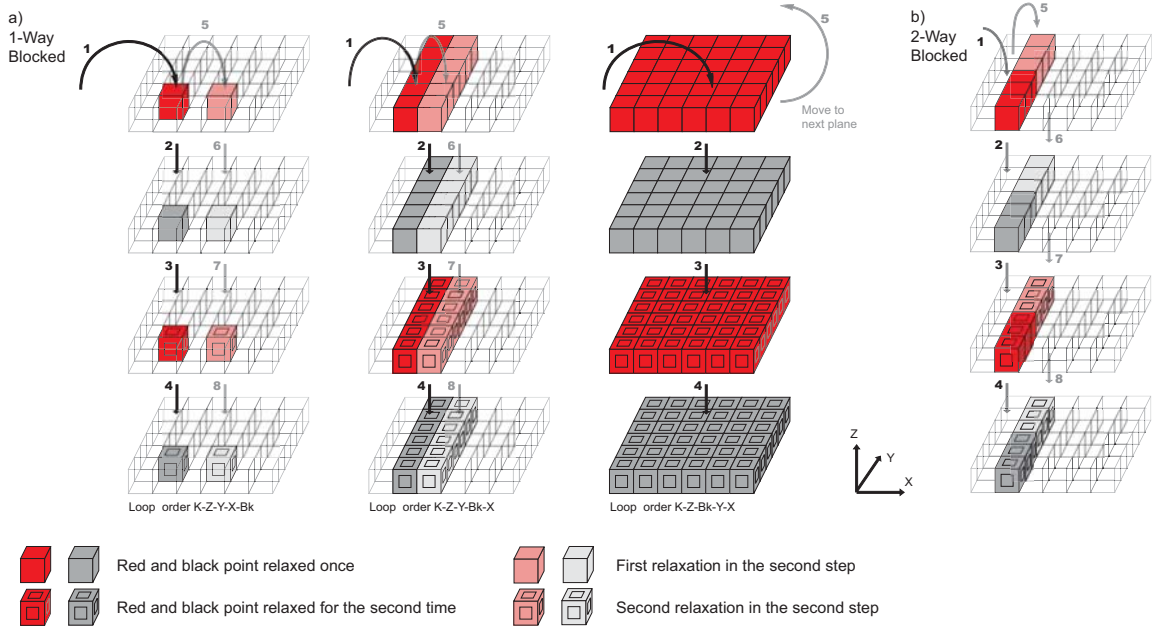 a)
1-Way
Blocked
1
5
2
6
3
7
4
8
Loop order K-Z-Y-X-Bk
1
5
2
6
3
7
4
8
Loop order K-Z-Y-Bk-X
1
5
Move to
next plane
2
3
4
Loop order K-Z-Bk-Y-X
Z
Y
X
b)
2-Way
Blocked
1
5
2
6
3
7
4
8
Red and black point relaxed once
Red and black point relaxed for the second time
First relaxation in the second step
Second relaxation in the second step